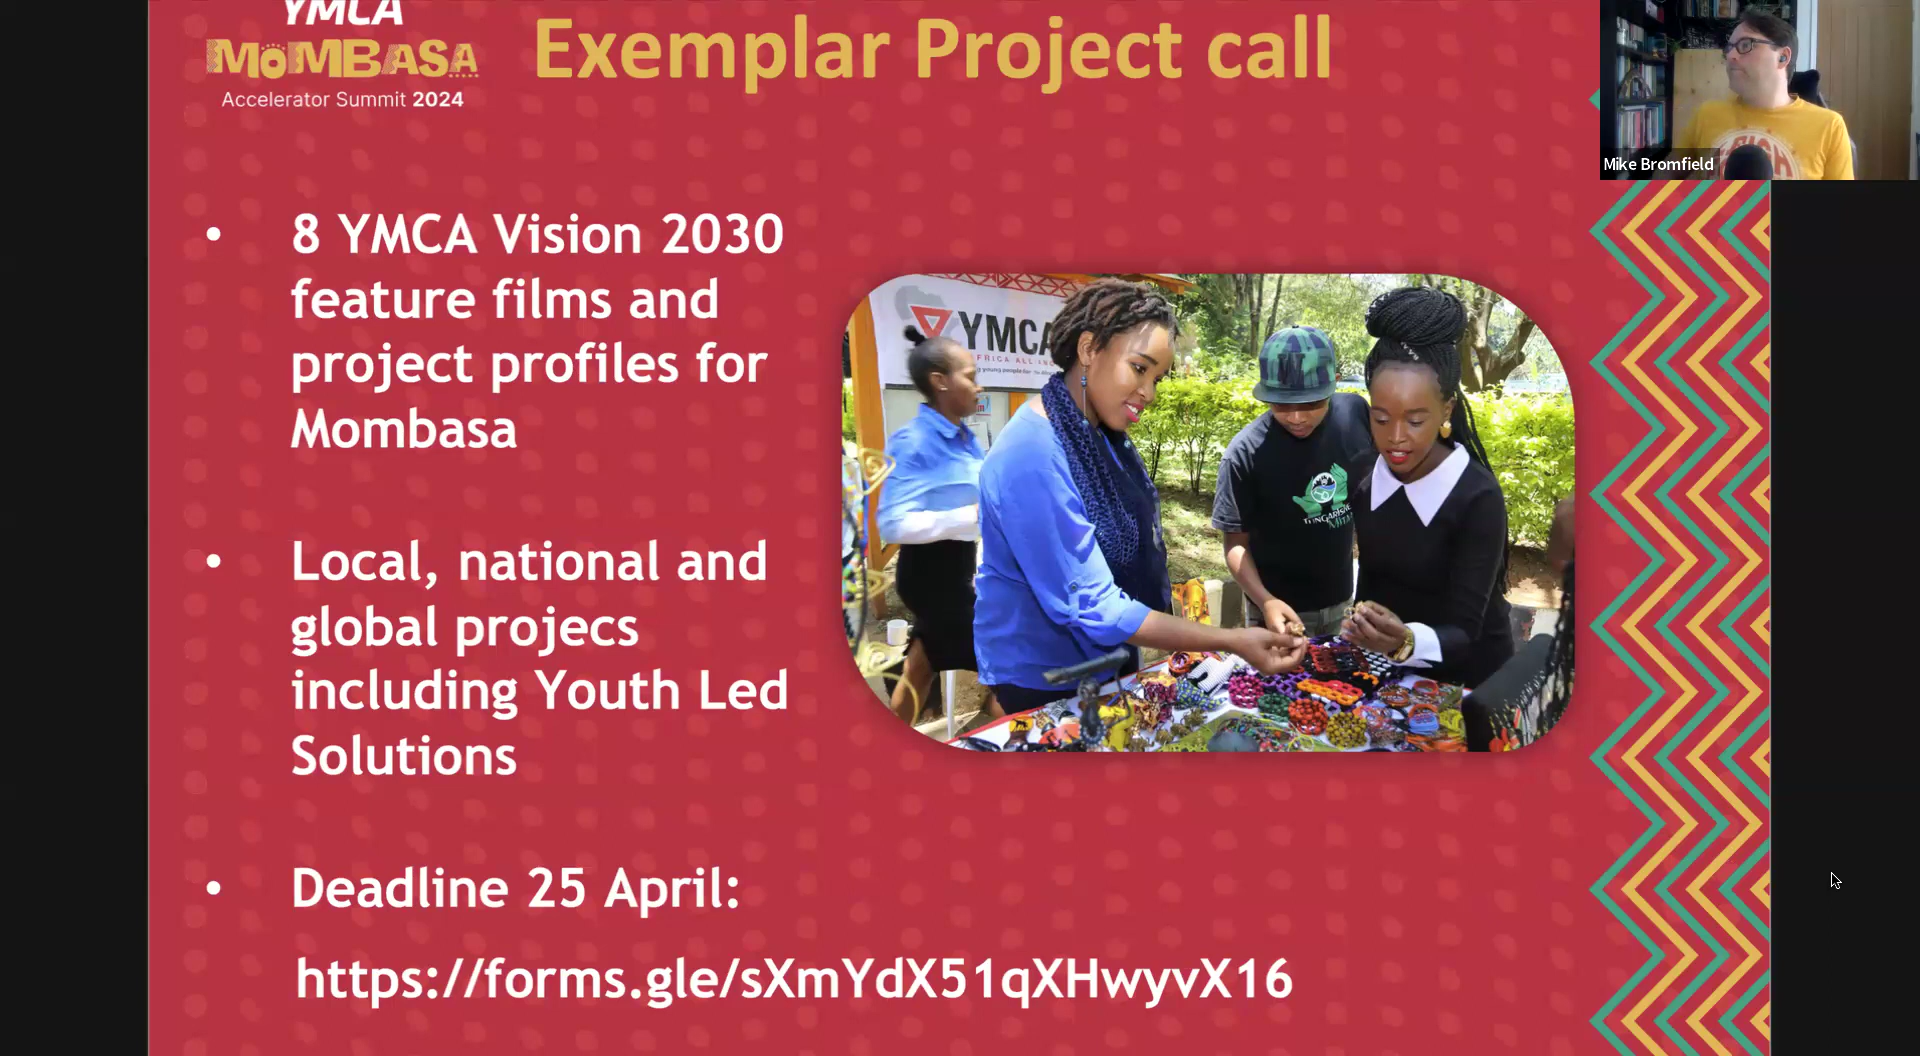 YMCA
MOMBASA
Accelerator Summit 2024
Exemplar Project call
Mike Bromfield
• 8 YMCA Vision 2030
feature films and
project profiles for
Mombasa
• Local, national and
global projecs
including Youth Led
Solutions
• Deadline 25 April:
https://forms.gle/sXmYdX51qXHwyvX16
YMCA